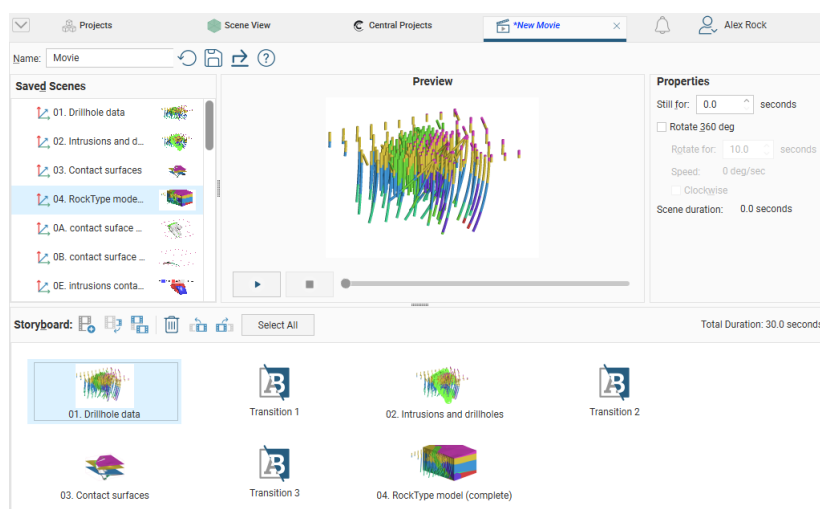 Projects Scene View Central Projects *New Movie Alex Rock
Name: Movie
Saved Scenes
01. Drillhole data
02. Intrusions and d...
03. Contact surfaces
04. RockType mode...
0A. contact suface ...
0B. contact surface ...
0E. intrusions conta...
Preview
Properties
Still for: 0.0 seconds
Rotate 360 deg
Rotate for: 10.0 seconds
Speed: 0 deg/sec
Clockwise
Scene duration: 0.0 seconds
Storyboard: Select All Total Duration: 30.0 seconds
01. Drillhole data Transition 1 02. Intrusions and drillholes Transition 2
03. Contact surfaces Transition 3 04. RockType model (complete)